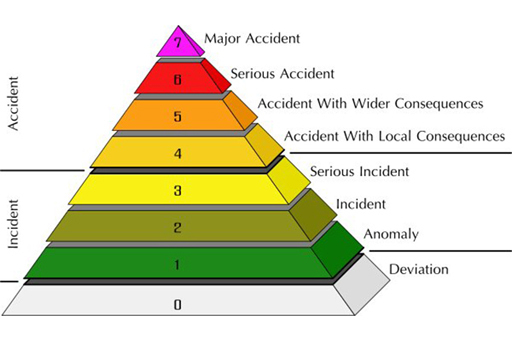 7 Major Accident
6 Serious Accident
5 Accident With Wider Consequences
4 Accident With Local Consequences
3 Serious Incident
2 Incident
1 Anomaly
0 Deviation
Accident
Incident